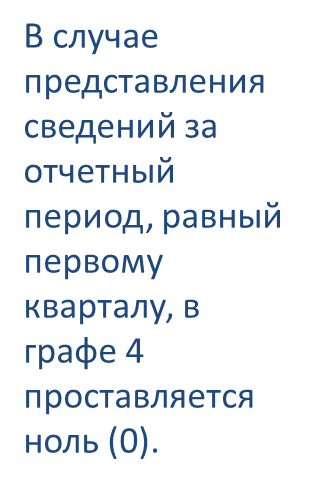 В случае
представления
сведений за
отчетный
период, равный
первому
кварталу, в
графе 4
проставляется
ноль (0).